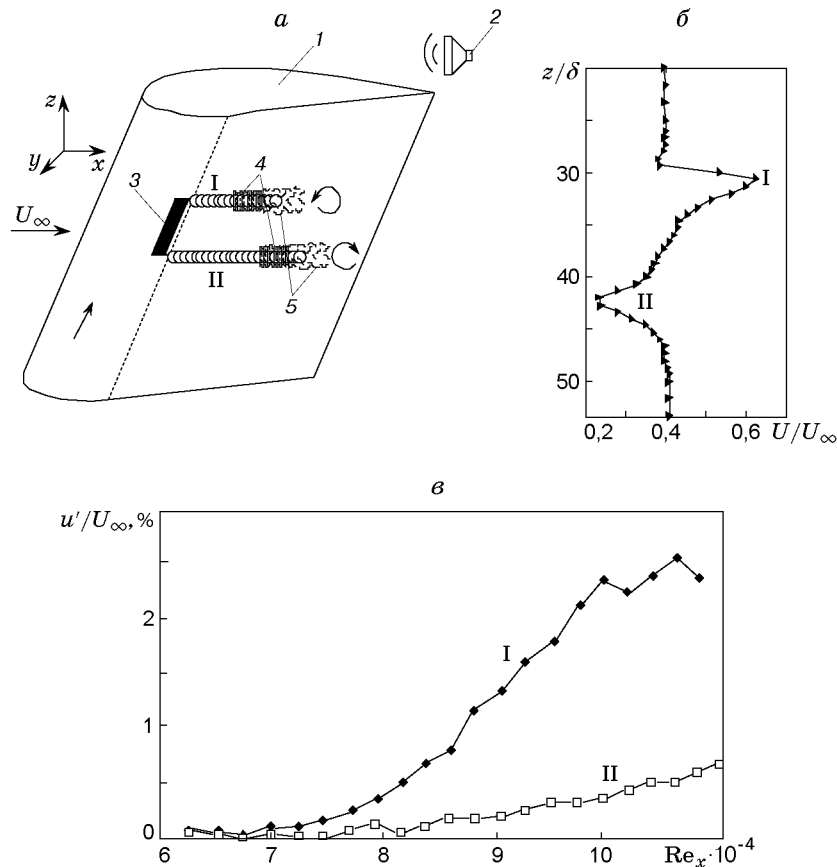 а
1
2
z
y
x
3
I
4
U∞
II
5
б
z/δ
30
I
40
II
50
0,2
0,4
0,6
U/U∞
в
u′/U∞, %
2
I
1
II
0
6
7
8
9
10
Reₓ·10⁻⁴